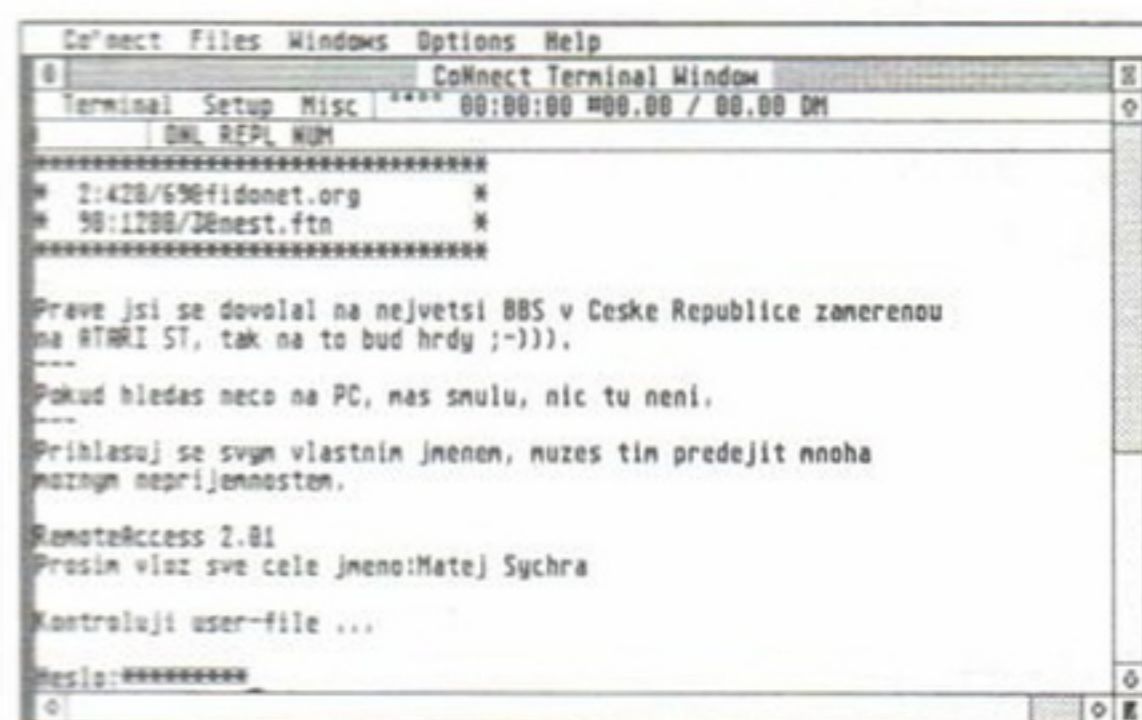 CoNnect Files Windows Options Help
CoNnect Terminal Window
Terminal Setup Misc **** 00:00:00 #00.00 / 00.00 DM
ONL REPL NUM
*********************************
* 2:420/69@fidonet.org *
* 90:1200/3@nest.ftn *
*********************************
Prave jsi se dovolal na nejvetsi BBS v Ceske Republice zamerenou
na ATARI ST, tak na to bud hrdy ;-))).
---
Pokud hledas neco na PC, mas smulu, nic tu neni.
---
Prihlasuj se svym vlastnim jmenem, muzes tim predejit mnoha
moznym neprijemnostem.
RemoteAccess 2.01
Prosim vloz sve cele jmeno:Matej Sychra
Kontroluji user-file ...
Heslo:*********